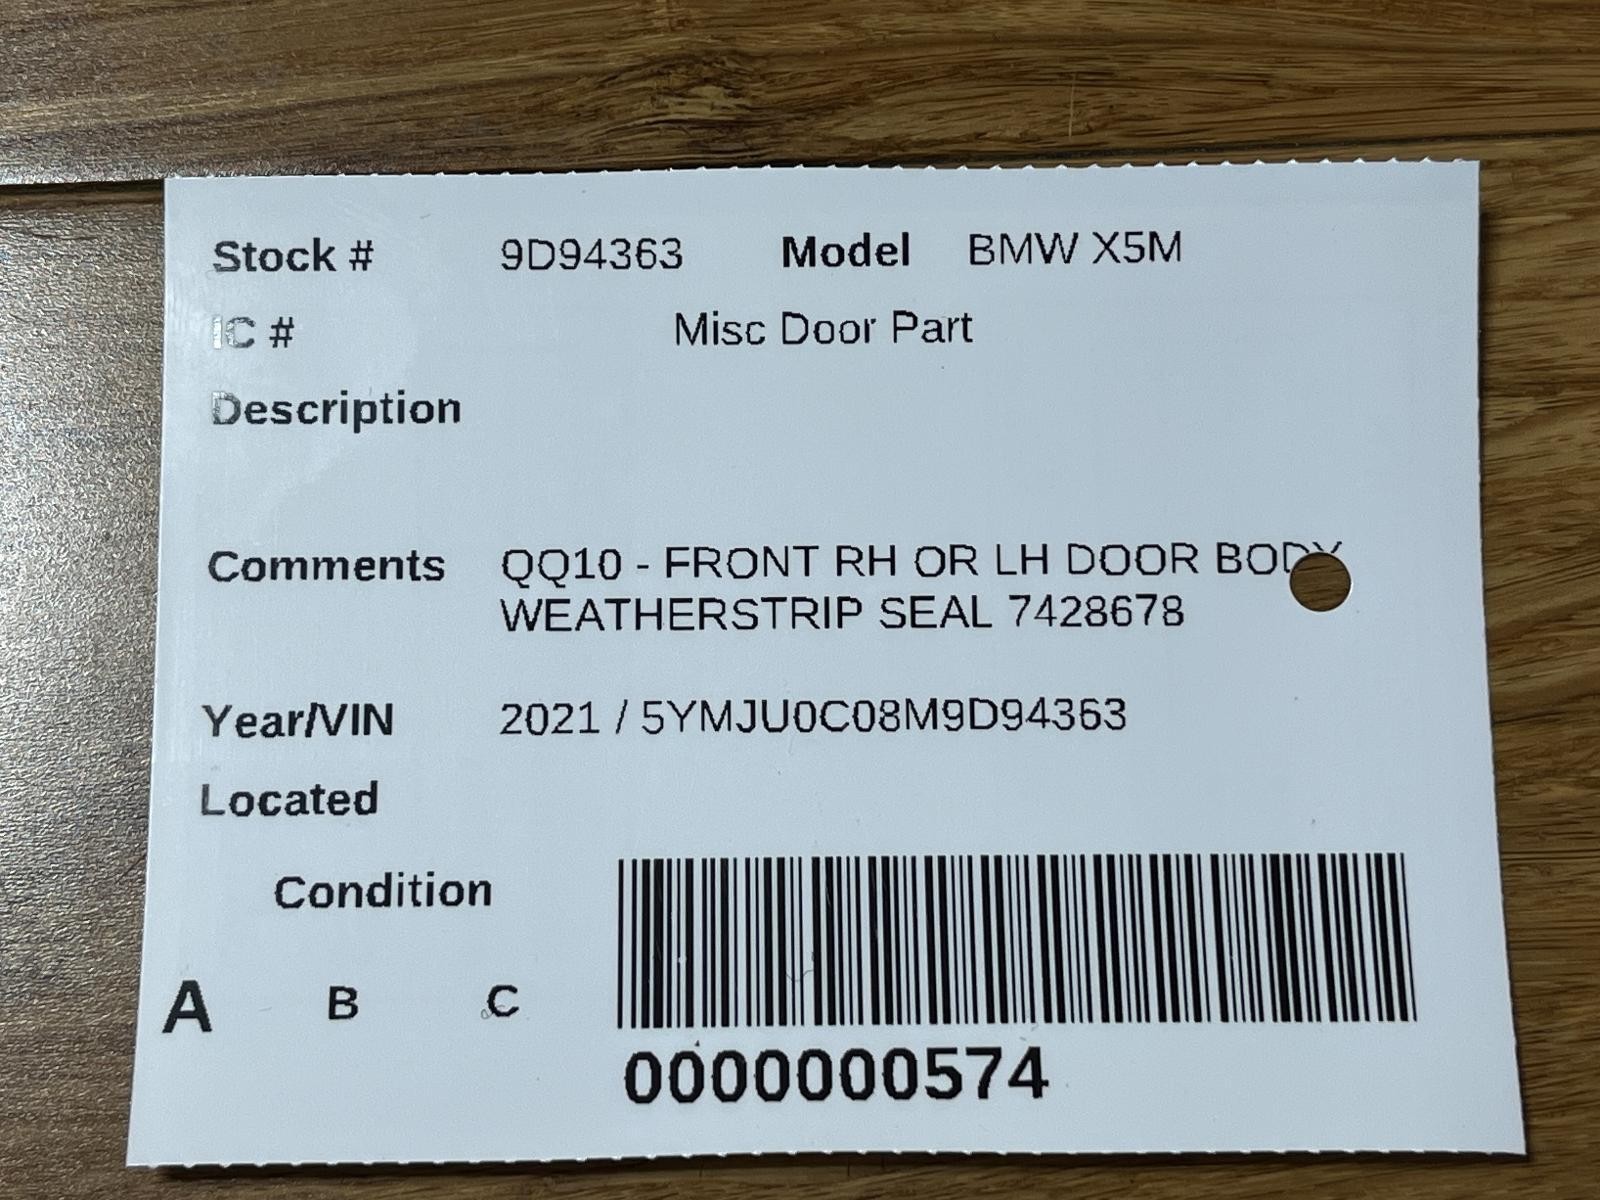 Stock # 9D94363 Model BMW X5M
IC # Misc Door Part
Description
Comments QQ10 - FRONT RH OR LH DOOR BODY
WEATHERSTRIP SEAL 7428678
Year/VIN 2021 / 5YMJU0C08M9D94363
Located
Condition
A B C
0000000574